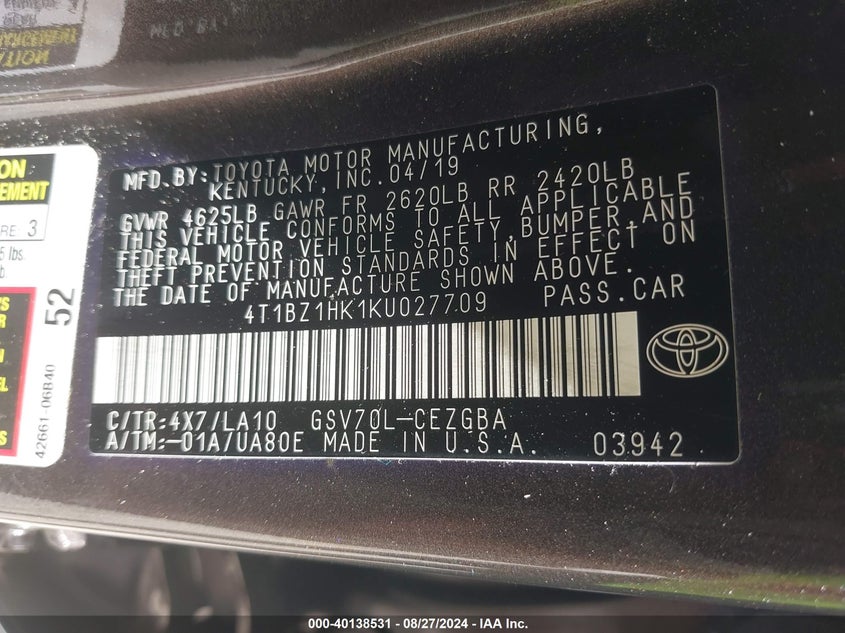 MFD.BY:TOYOTA MOTOR MANUFACTURING,
KENTUCKY,INC.04/19
GVWR 4625LB GAWR FR 2620LB RR 2420LB
THIS VEHICLE CONFORMS TO ALL APPLICABLE
FEDERAL MOTOR VEHICLE SAFETY,BUMPER,AND
THEFT PREVENTION STANDARDS IN EFFECT ON
THE DATE OF MANUFACTURE SHOWN ABOVE.
4T1BZ1HK1KU027709 PASS.CAR
C/TR:4X7/LA10 GSV70L-CEZGBA
A/TM:-01A/UA80E MADE IN U.S.A. 03942
52
42661-06B40
3
lbs.
000-40138531 - 08/27/2024 - IAA Inc.